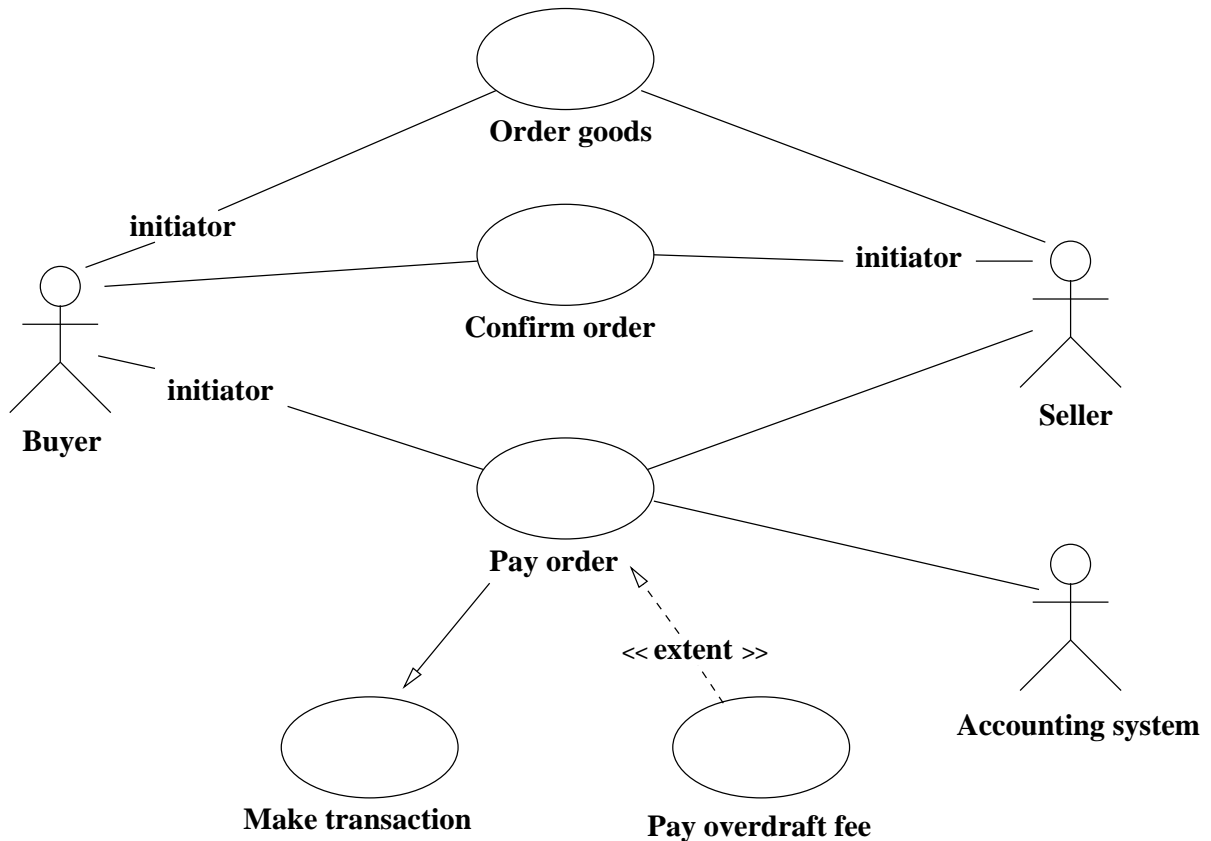 Order goods
initiator
initiator
Confirm order
initiator
Seller
Buyer
Pay order
<< extent >>
Accounting system
Make transaction
Pay overdraft fee